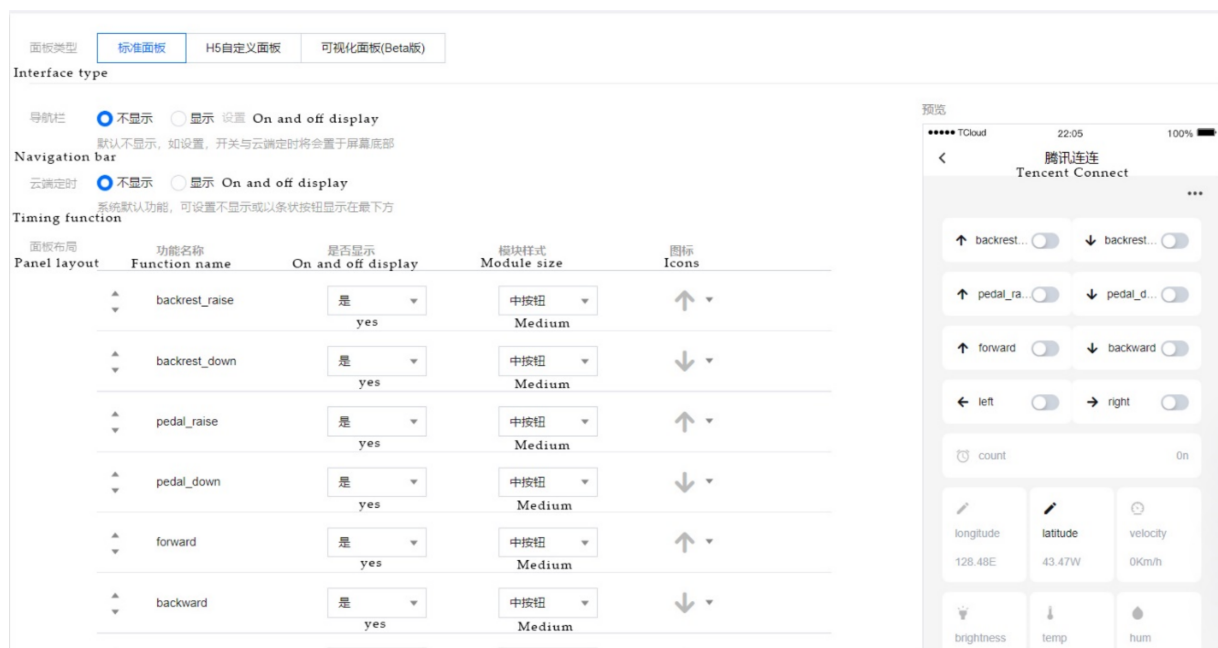 面板类型 标准面板 H5自定义面板 可视化面板(Beta版)
Interface type
导航栏 不显示 显示 设置 On and off display
默认不显示，如设置，开关与云端定时将会置于屏幕底部
Navigation bar
云端定时 不显示 显示 On and off display
系统默认功能，可设置不显示或以条状按钮显示在最下方
Timing function
面板布局 功能名称 是否显示 模块样式 图标
Panel layout Function name On and off display Module size Icons
backrest_raise 是 中按钮
yes Medium
backrest_down 是 中按钮
yes Medium
pedal_raise 是 中按钮
yes Medium
pedal_down 是 中按钮
yes Medium
forward 是 中按钮
yes Medium
backward 是 中按钮
yes Medium
预览
TCloud 22:05 100%
腾讯连连
Tencent Connect
backrest... backrest...
pedal_ra... pedal_d...
forward backward
left right
count 0n
longitude latitude velocity
128.48E 43.47W 0Km/h
brightness temp hum